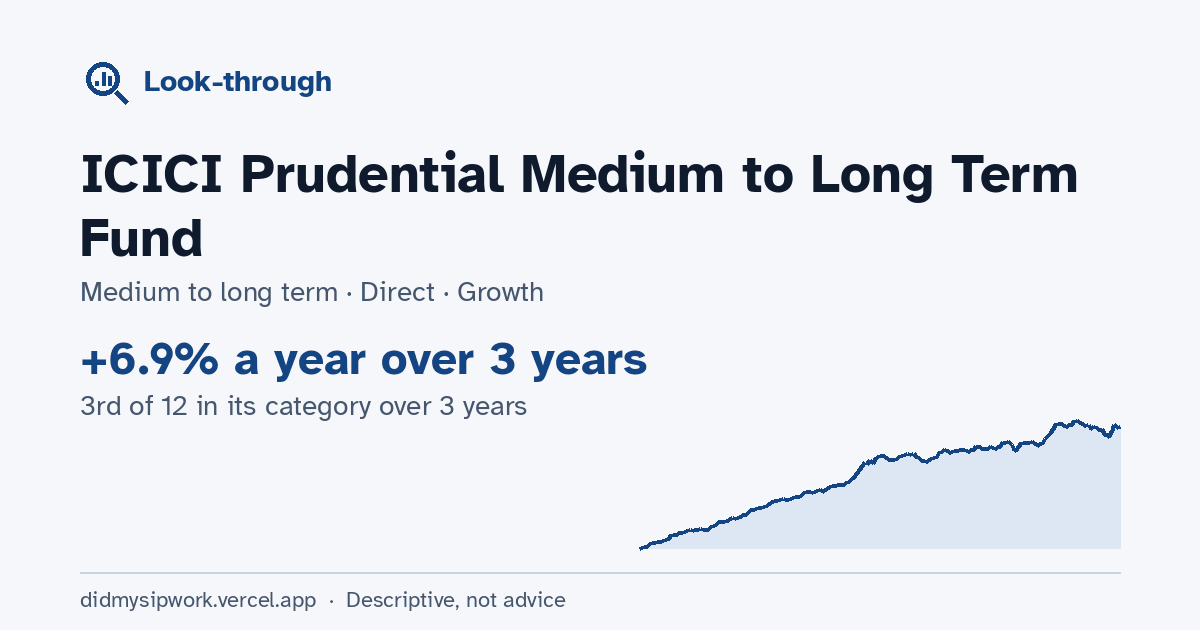 Look-through
ICICI Prudential Medium to Long Term
Fund
Medium to long term · Direct · Growth
+6.9% a year over 3 years
3rd of 12 in its category over 3 years
didmysipwork.vercel.app · Descriptive, not advice